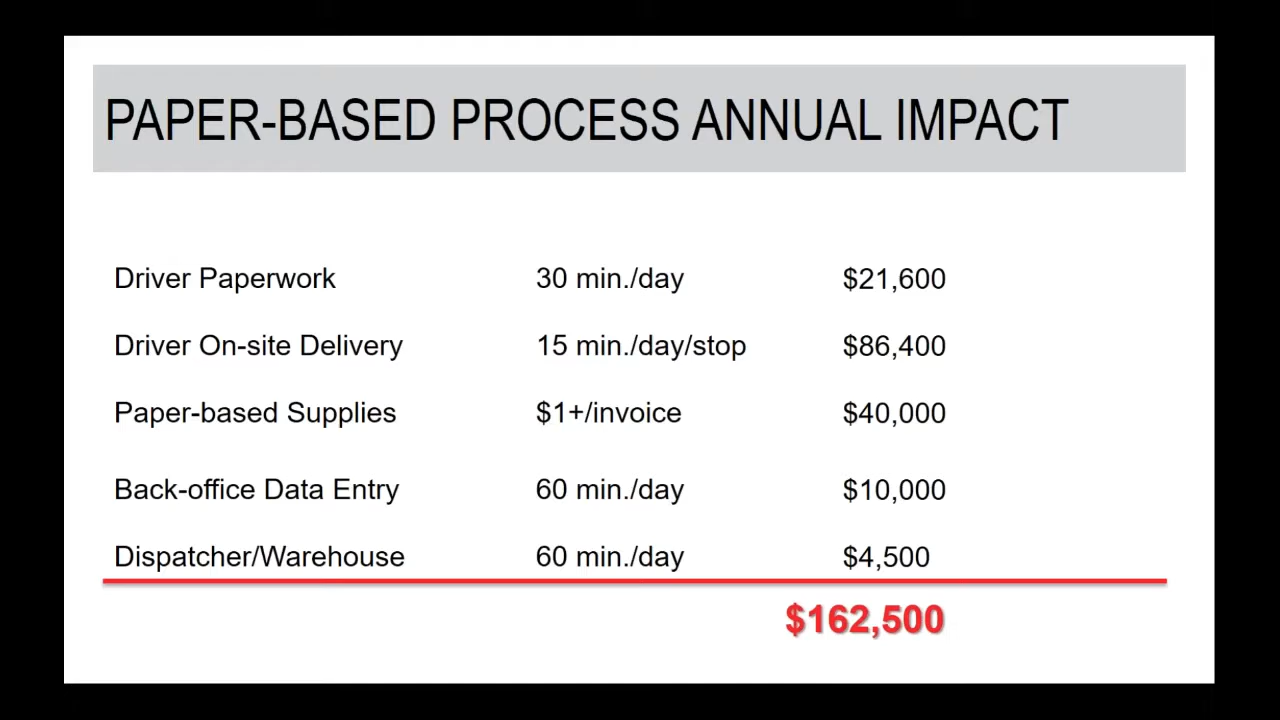 PAPER-BASED PROCESS ANNUAL IMPACT
Driver Paperwork 30 min./day $21,600
Driver On-site Delivery 15 min./day/stop $86,400
Paper-based Supplies $1+/invoice $40,000
Back-office Data Entry 60 min./day $10,000
Dispatcher/Warehouse 60 min./day $4,500
$162,500